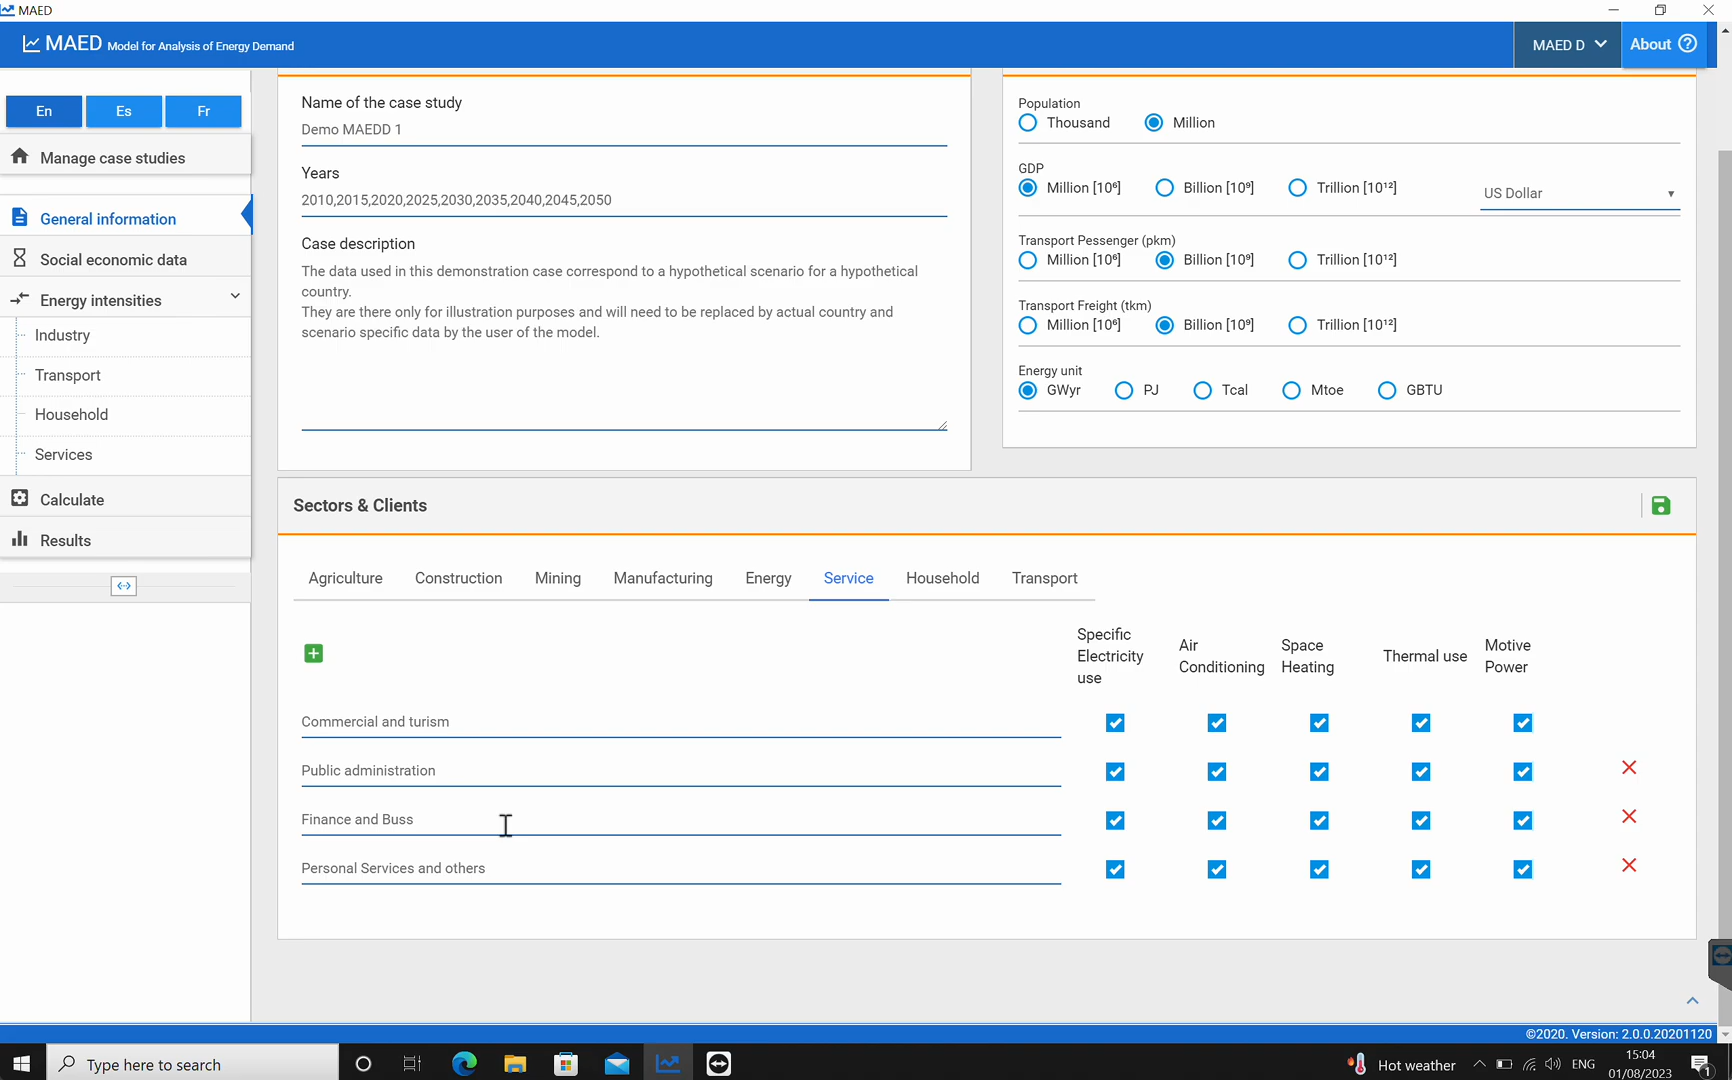 MAED
MAED Model for Analysis of Energy Demand
MAED D
About
En
Es
Fr
Manage case studies
General information
Social economic data
Energy intensities
Industry
Transport
Household
Services
Calculate
Results
Name of the case study
Demo MAEDD 1
Years
2010,2015,2020,2025,2030,2035,2040,2045,2050
Case description
The data used in this demonstration case correspond to a hypothetical scenario for a hypothetical
country.
They are there only for illustration purposes and will need to be replaced by actual country and
scenario specific data by the user of the model.
Population
Thousand Million
GDP
Million [10⁶] Billion [10⁹] Trillion [10¹²] US Dollar
Transport Pessenger (pkm)
Million [10⁶] Billion [10⁹] Trillion [10¹²]
Transport Freight (tkm)
Million [10⁶] Billion [10⁹] Trillion [10¹²]
Energy unit
GWyr PJ Tcal Mtoe GBTU
Sectors & Clients
Agriculture Construction Mining Manufacturing Energy Service Household Transport
Specific
Electricity
use
Air
Conditioning
Space
Heating
Thermal use
Motive
Power
Commercial and turism
Public administration
Finance and Buss
Personal Services and others
©2020. Version: 2.0.0.20201120
Type here to search
Hot weather
ENG
15:04
01/08/2023
1